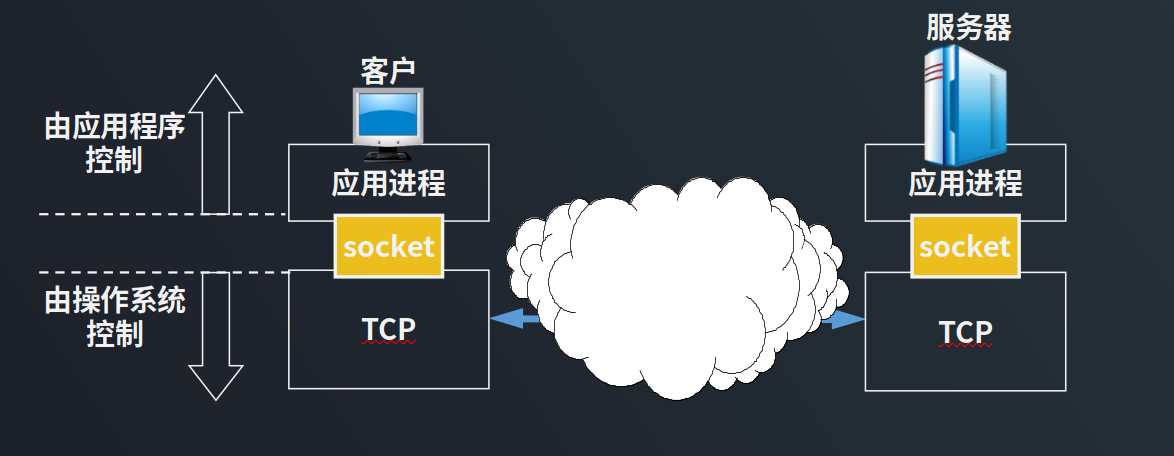 服务器
客户
由应用程序
控制
应用进程
应用进程
socket
socket
由操作系统
控制
TCP
TCP